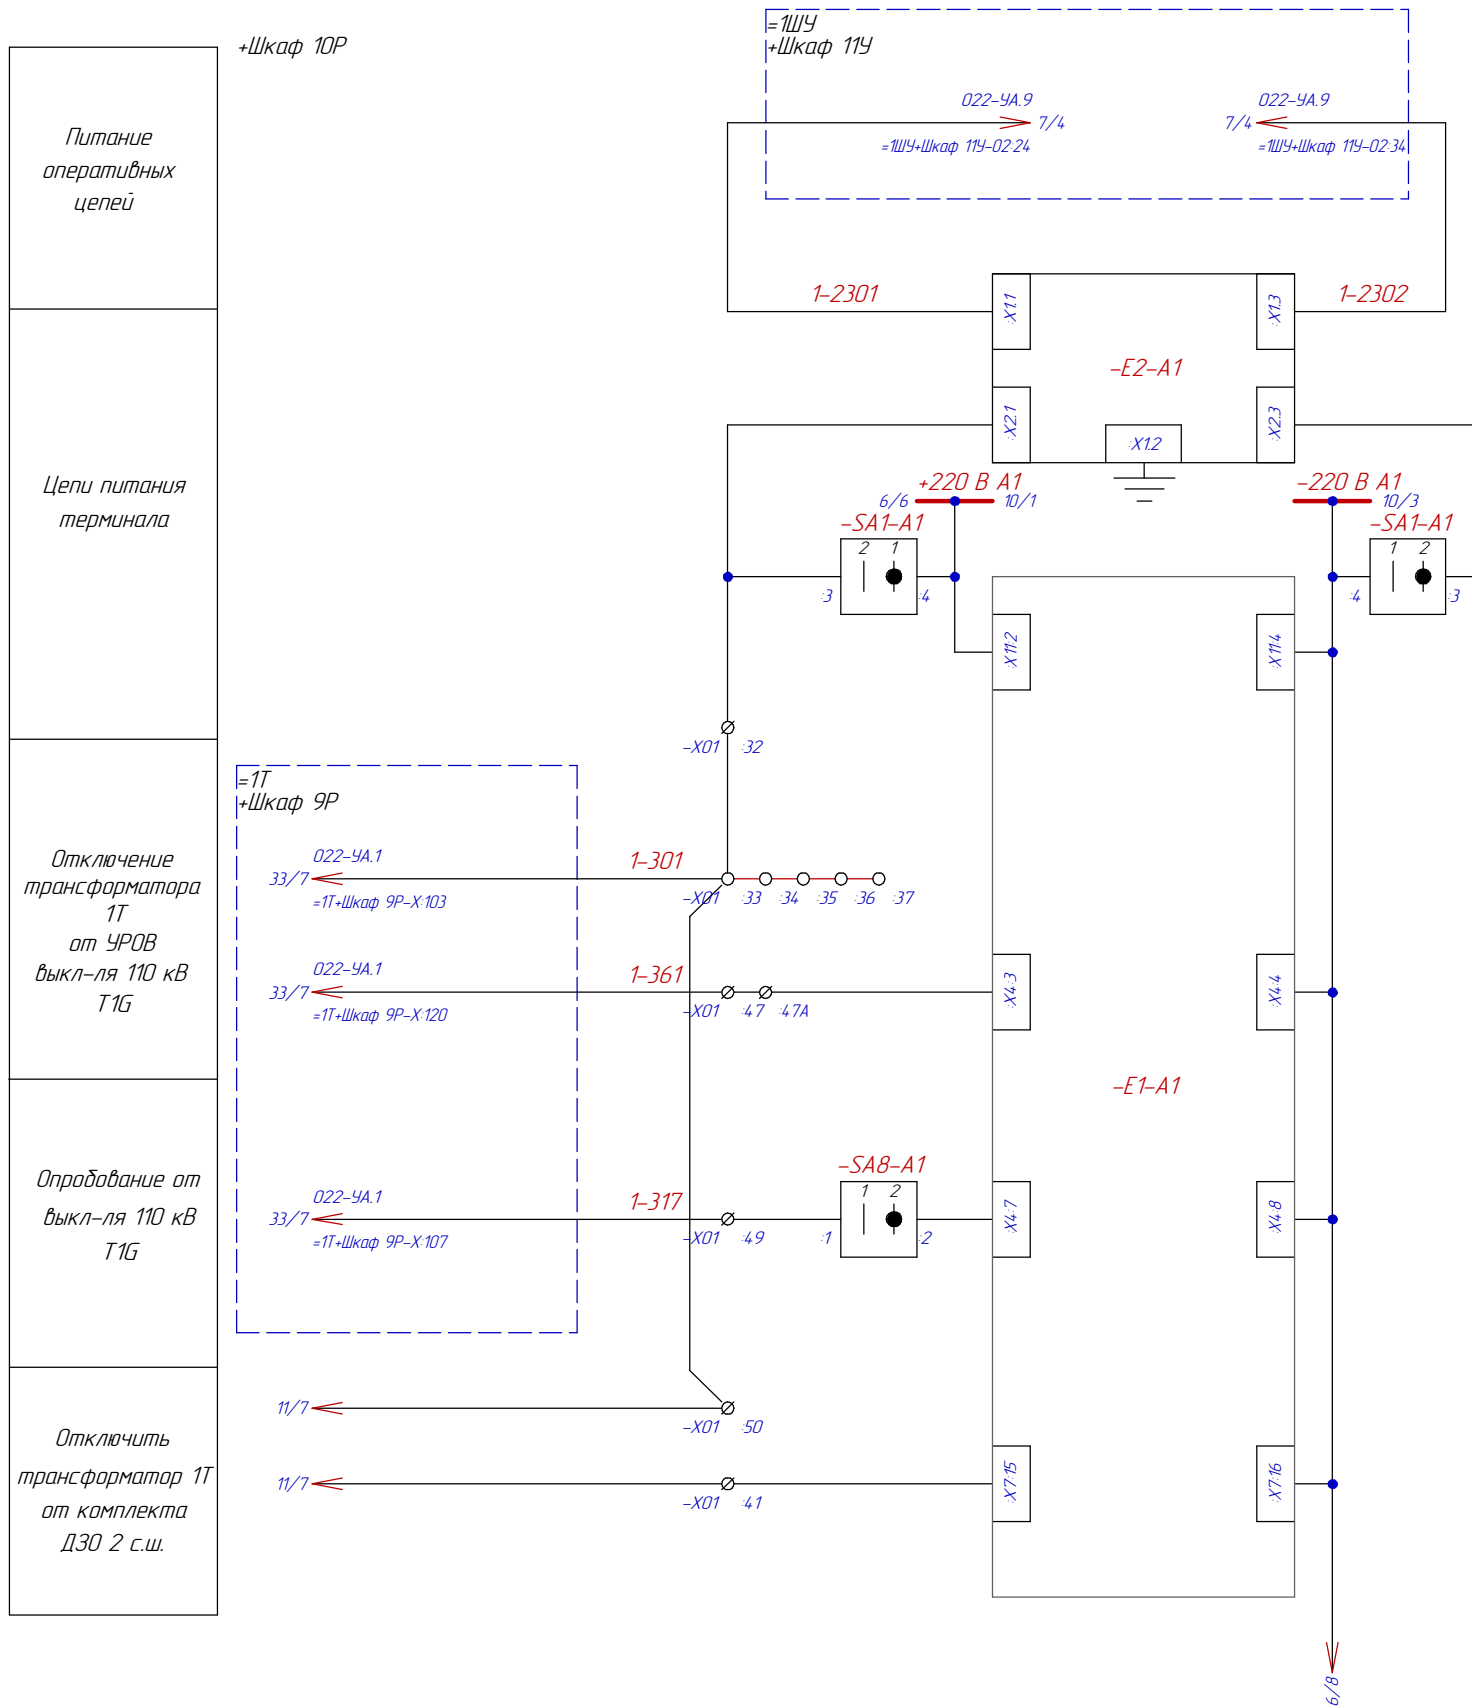 +Шкаф 10Р
=1ШУ
+Шкаф 11У
Питание
оперативных
цепей
022-УА.9
7/4
=1ШУ+Шкаф 11У-02:24
022-УА.9
7/4
=1ШУ+Шкаф 11У-02:34
1-2301
:X1.1
:X1.3
1-2302
-E2-A1
:X2.1
:X1.2
:X2.3
Цепи питания
терминала
+220 В А1
6/6
10/1
-220 В А1
10/3
-SA1-A1
2 1
:3
:4
-SA1-A1
1 2
:4
:3
:X11:2
:X11:4
-X01 :32
=1Т
+Шкаф 9Р
Отключение
трансформатора
1Т
от УРОВ
выкл-ля 110 кВ
T1G
022-УА.1
33/7
=1Т+Шкаф 9Р-X:103
1-301
-X01 :33 :34 :35 :36 :37
022-УА.1
33/7
=1Т+Шкаф 9Р-X:120
1-361
-X01 :47 :47A
:X4:3
:X4:4
-E1-A1
Опробование от
выкл-ля 110 кВ
T1G
022-УА.1
33/7
=1Т+Шкаф 9Р-X:107
1-317
-X01 :49
-SA8-A1
1 2
:1
:2
:X4:7
:X4:8
Отключить
трансформатор 1Т
от комплекта
ДЗО 2 с.ш.
11/7
-X01 :50
11/7
-X01 :41
:X7:15
:X7:16
6/8